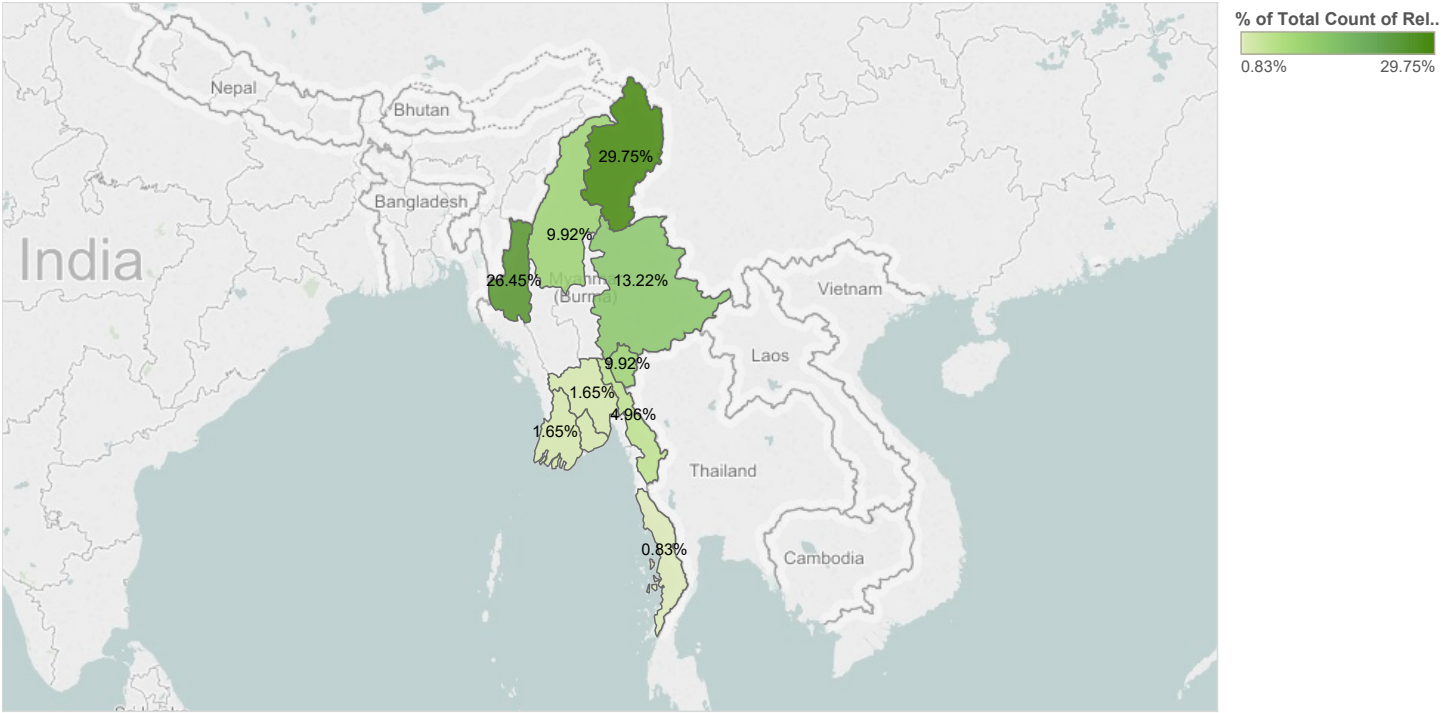 % of Total Count of Rel..
0.83%
29.75%
Nepal
Bhutan
29.75%
Bangladesh
9.92%
India
26.45%
Myanma
(Burma)
13.22%
Vietnam
9.92%
Laos
1.65%
4.96%
1.65%
Thailand
0.83%
Cambodia